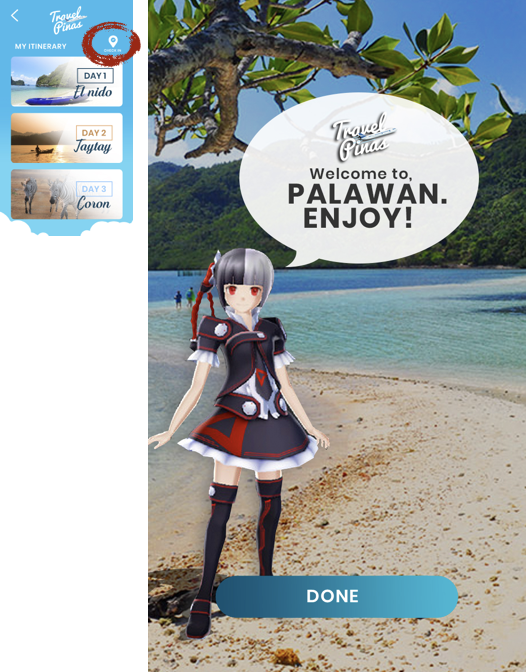 Travel
Pinas
MY ITINERARY
CHECK IN
DAY 1
El nido
DAY 2
Taytay
DAY 3
Coron
Travel
Pinas
Welcome to,
PALAWAN.
ENJOY!
DONE